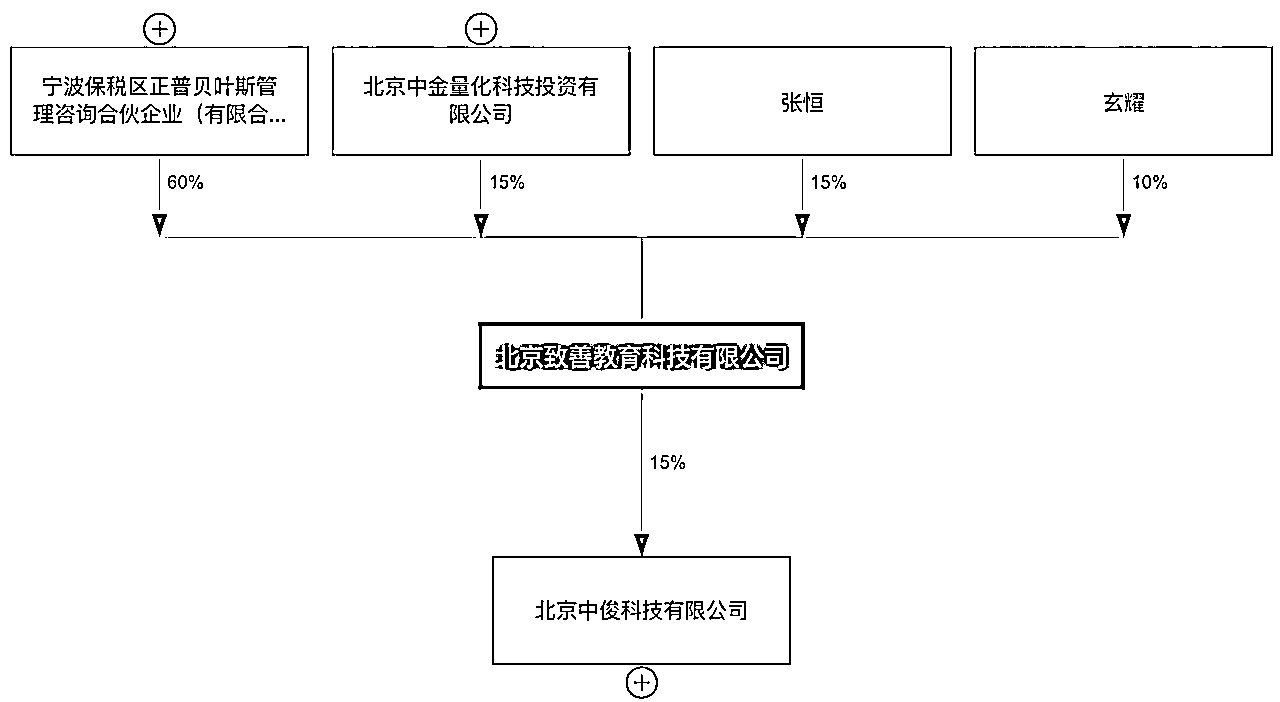 宁波保税区正普贝叶斯管
理咨询合伙企业（有限合...
北京中金量化科技投资有
限公司
张恒
玄耀
60%
15%
15%
10%
北京致善教育科技有限公司
15%
北京中俊科技有限公司